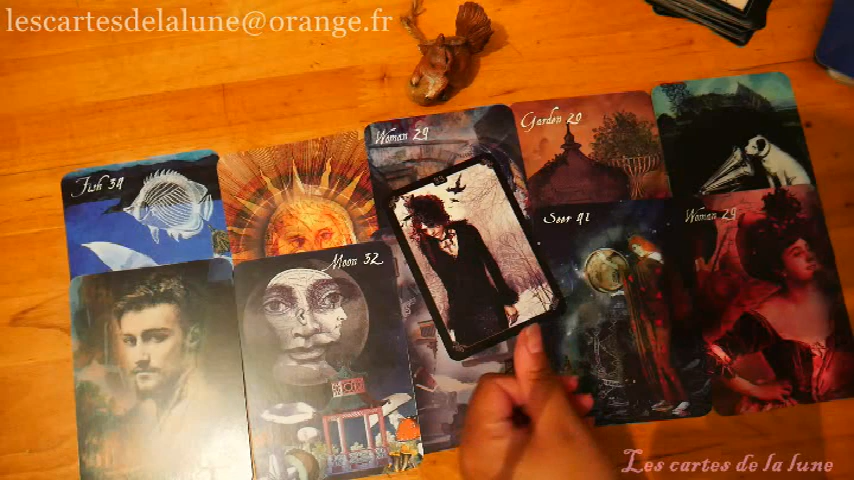 lescartesdelalune@orange.fr
Fish 34
Woman 29
Garden 20
Moon 32
Seer 41
Woman 29
Les cartes de la lune